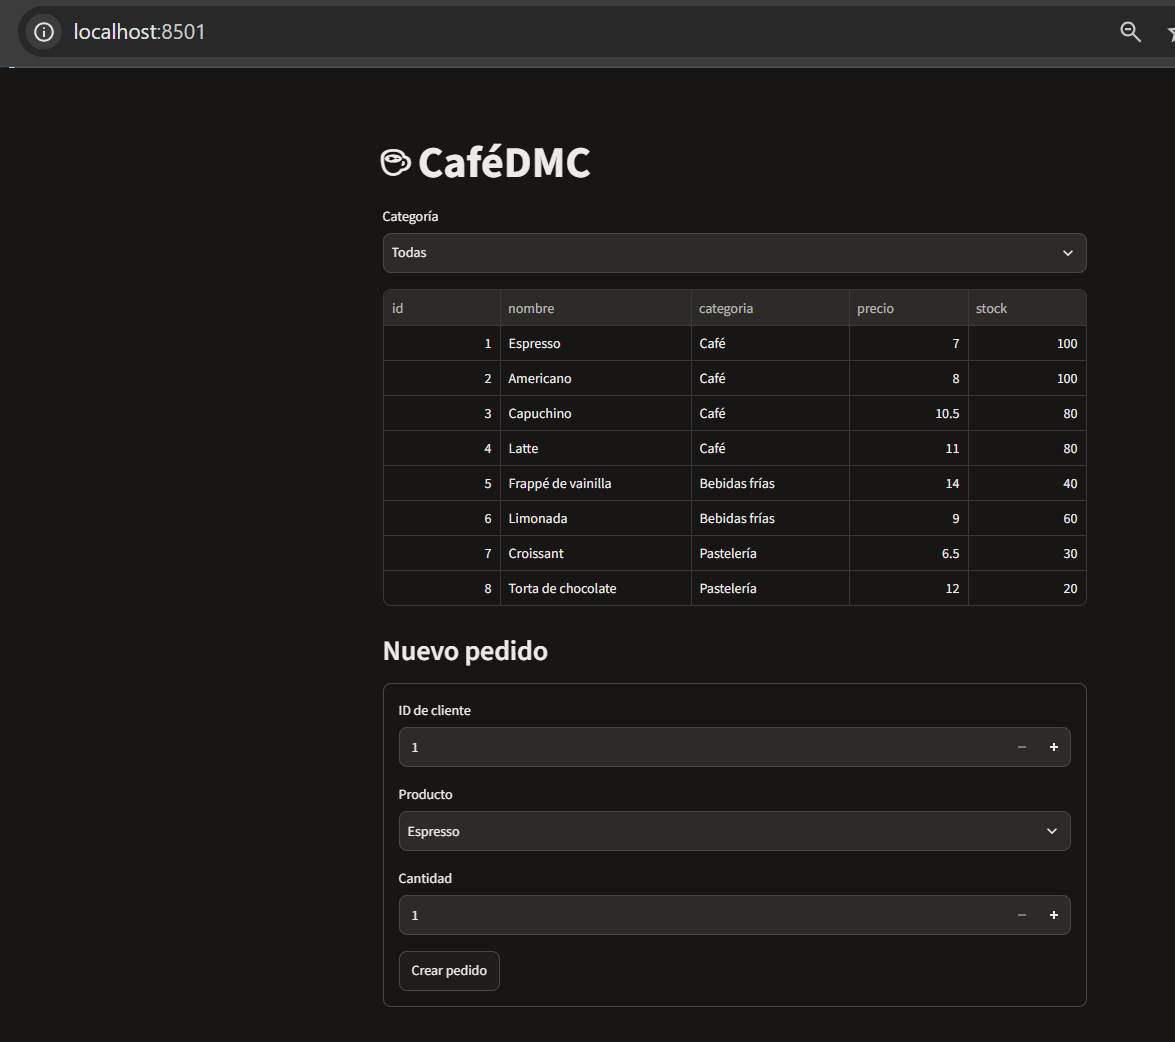 localhost:8501
CaféDMC
Categoría
Todas
id nombre categoria precio stock
1 Espresso Café 7 100
2 Americano Café 8 100
3 Capuchino Café 10.5 80
4 Latte Café 11 80
5 Frappé de vainilla Bebidas frías 14 40
6 Limonada Bebidas frías 9 60
7 Croissant Pastelería 6.5 30
8 Torta de chocolate Pastelería 12 20
Nuevo pedido
ID de cliente
1
Producto
Espresso
Cantidad
1
Crear pedido